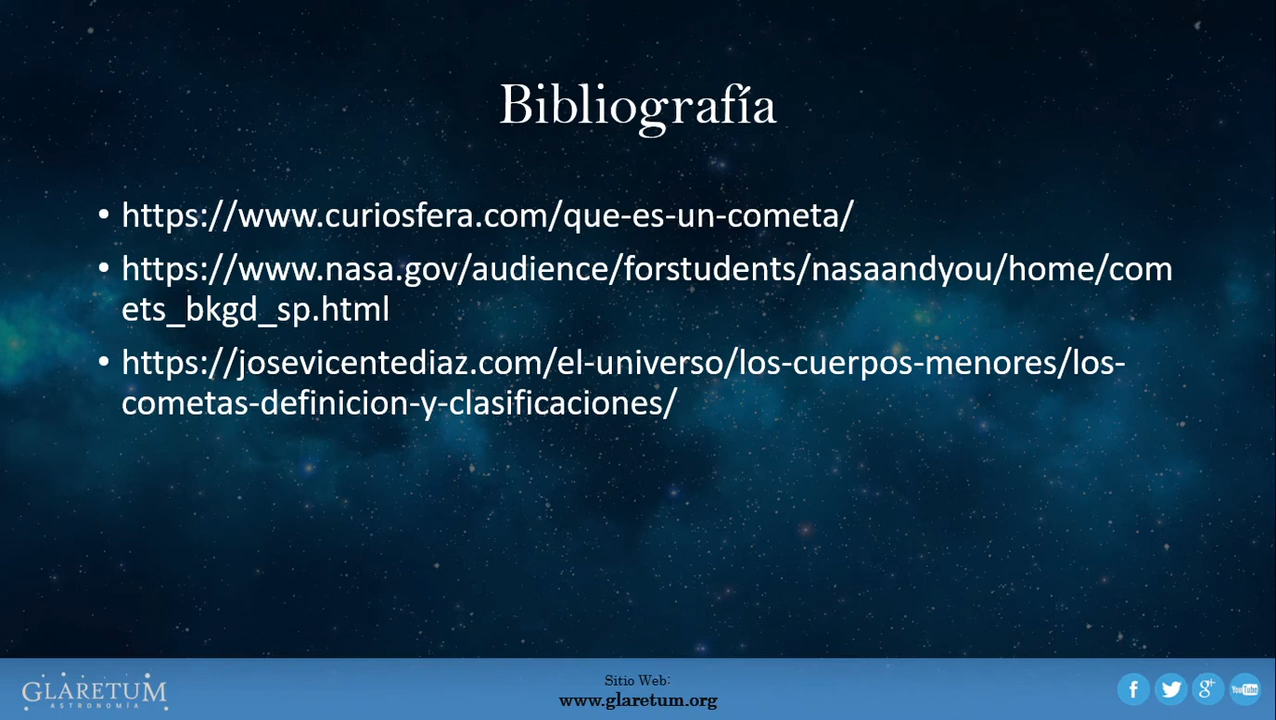 Bibliografía
• https://www.curiosfera.com/que-es-un-cometa/
• https://www.nasa.gov/audience/forstudents/nasaandyou/home/com
ets_bkgd_sp.html
• https://josevicentediaz.com/el-universo/los-cuerpos-menores/los-
cometas-definicion-y-clasificaciones/
GLARETUM
ASTRONOMÍA
Sitio Web:
www.glaretum.org
f
g+
YouTube